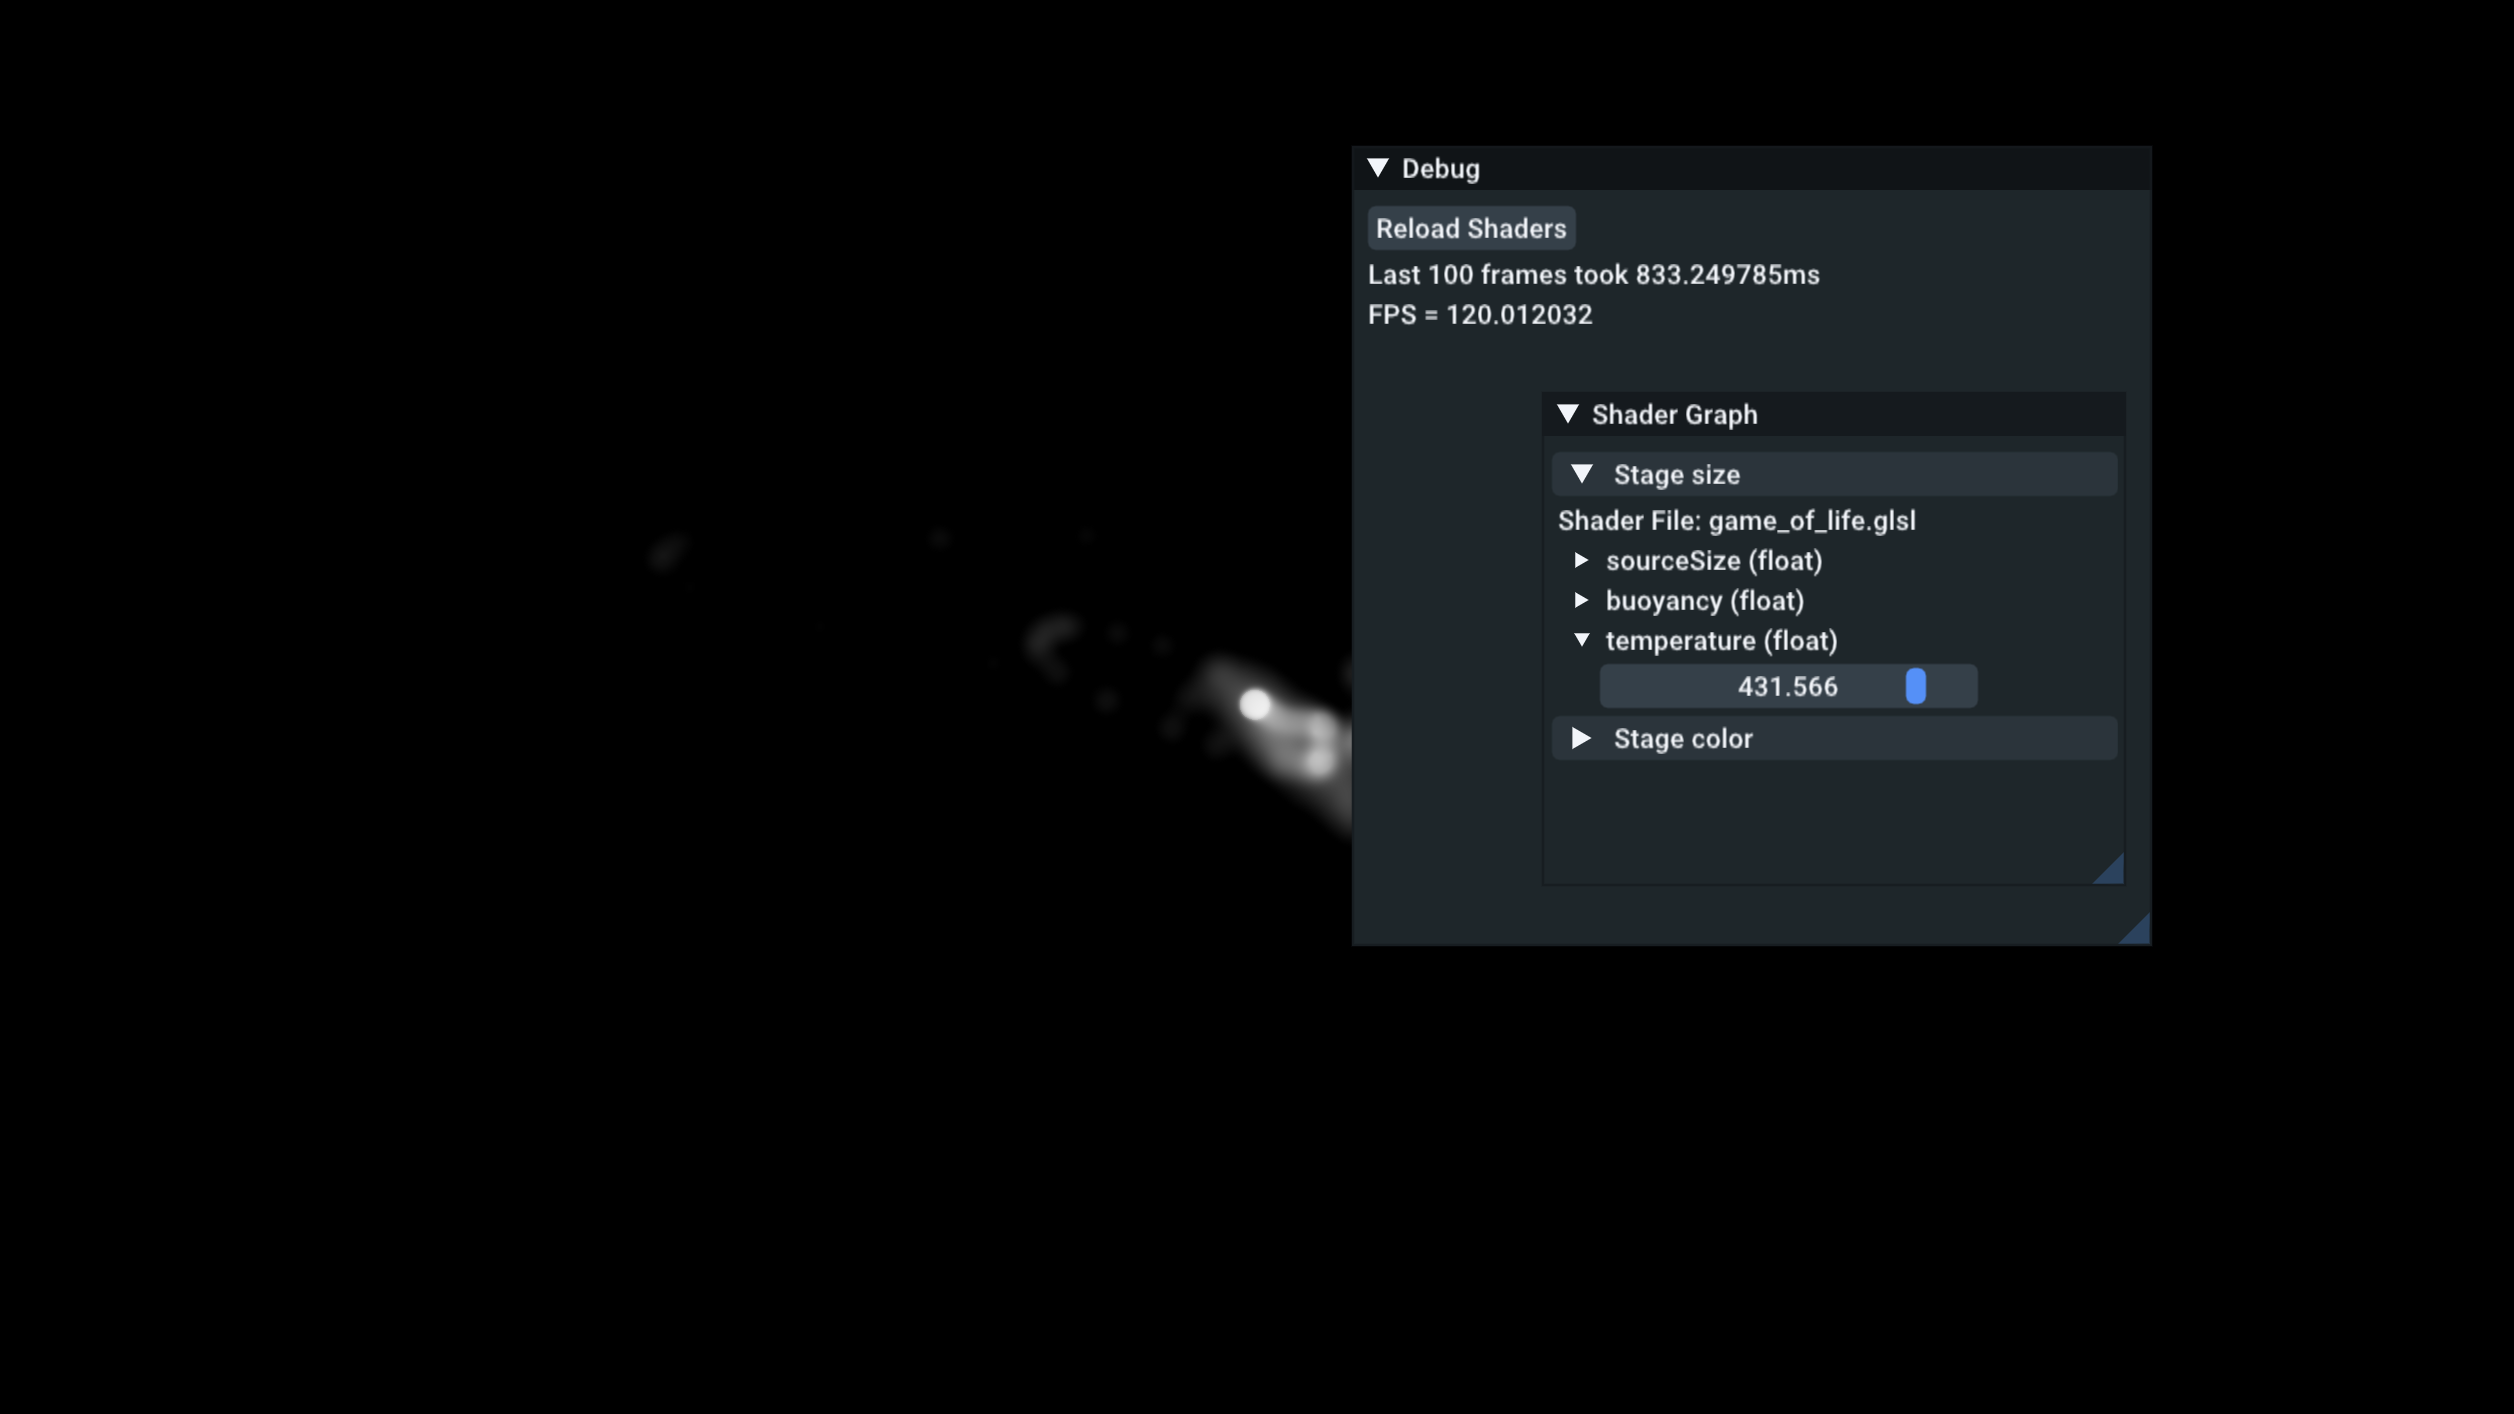 Debug
Reload Shaders
Last 100 frames took 833.249785ms
FPS = 120.012032
Shader Graph
Stage size
Shader File: game_of_life.glsl
sourceSize (float)
buoyancy (float)
temperature (float)
431.566
Stage color